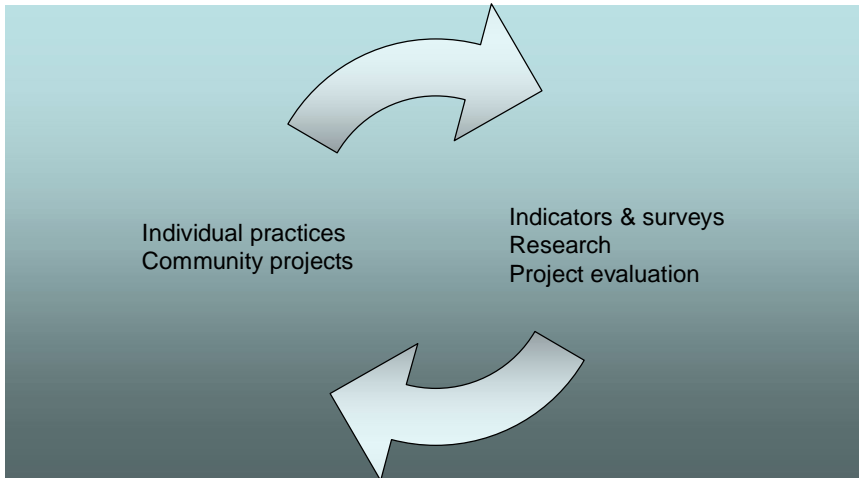 Individual practices
Community projects
Indicators & surveys
Research
Project evaluation